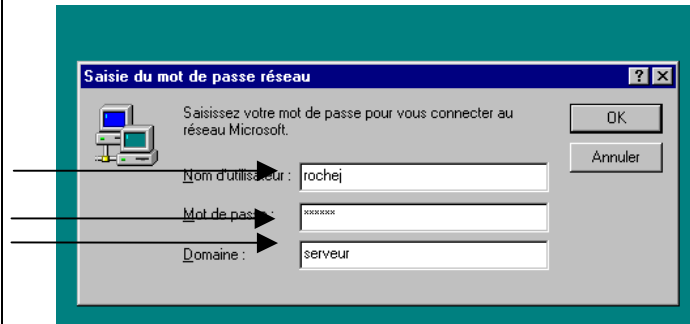 Saisie du mot de passe réseau
Saisissez votre mot de passe pour vous connecter au
réseau Microsoft.
OK
Annuler
Nom d'utilisateur : rochej
Mot de passe : ******
Domaine : serveur